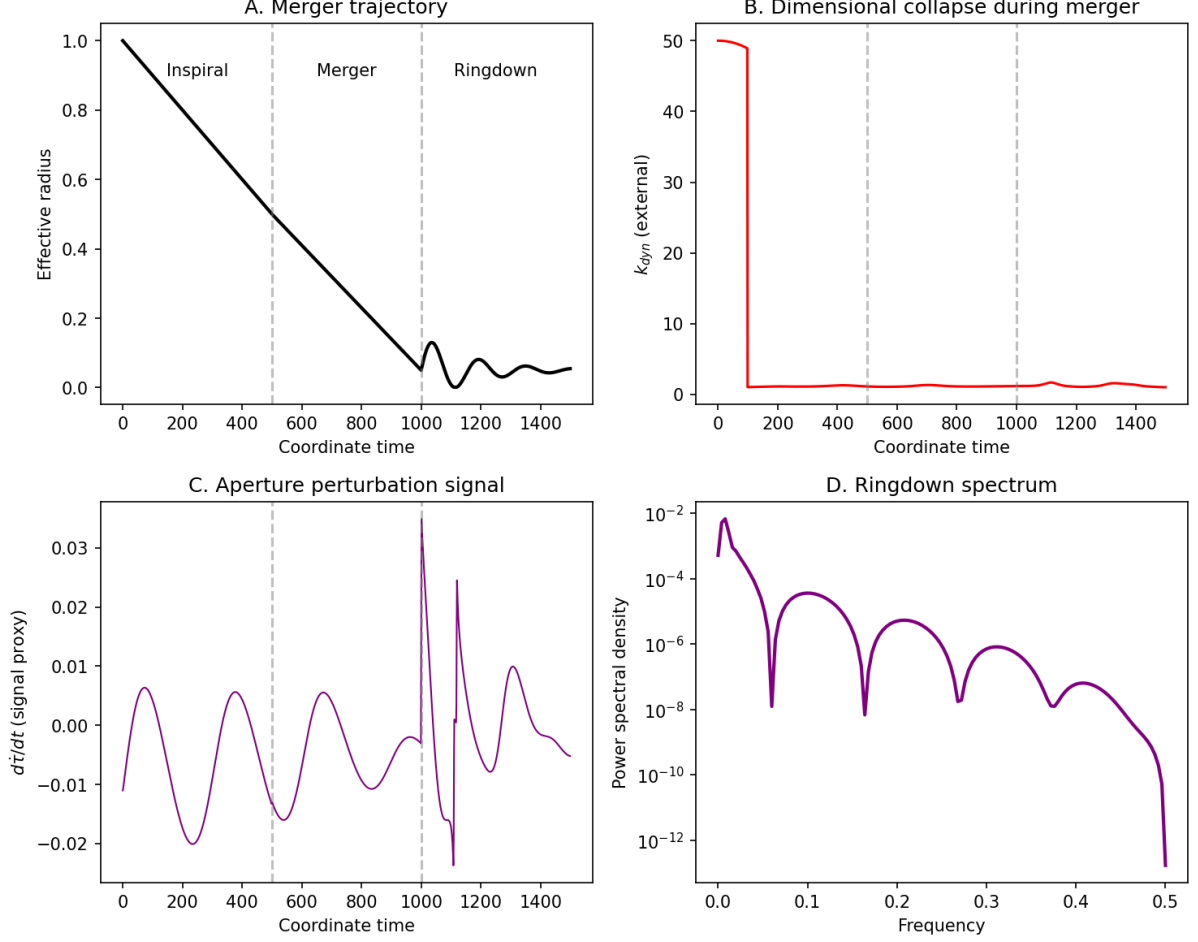 A. Merger trajectory
1.0
0.8
0.6
0.4
0.2
0.0
Effective radius
Inspiral
Merger
Ringdown
0 200 400 600 800 1000 1200 1400
Coordinate time
B. Dimensional collapse during merger
50
40
30
20
10
0
k_dyn (external)
0 200 400 600 800 1000 1200 1400
Coordinate time
C. Aperture perturbation signal
0.03
0.02
0.01
0.00
−0.01
−0.02
dτ̇/dt (signal proxy)
0 200 400 600 800 1000 1200 1400
Coordinate time
D. Ringdown spectrum
10⁻²
10⁻⁴
10⁻⁶
10⁻⁸
10⁻¹⁰
10⁻¹²
Power spectral density
0.0 0.1 0.2 0.3 0.4 0.5
Frequency